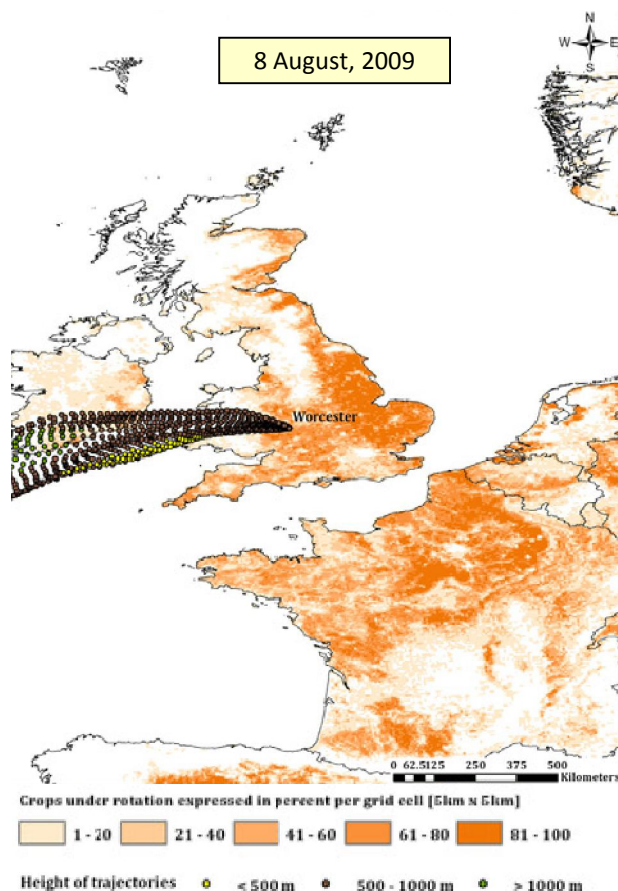 8 August, 2009
N
W E
S
Worcester
0 62.5125 250 375 500
Kilometers
Crops under rotation expressed in percent per grid cell [5km x 5km]
1 - 20 21 - 40 41 - 60 61 - 80 81 - 100
Height of trajectories < 500 m 500 - 1000 m > 1000 m